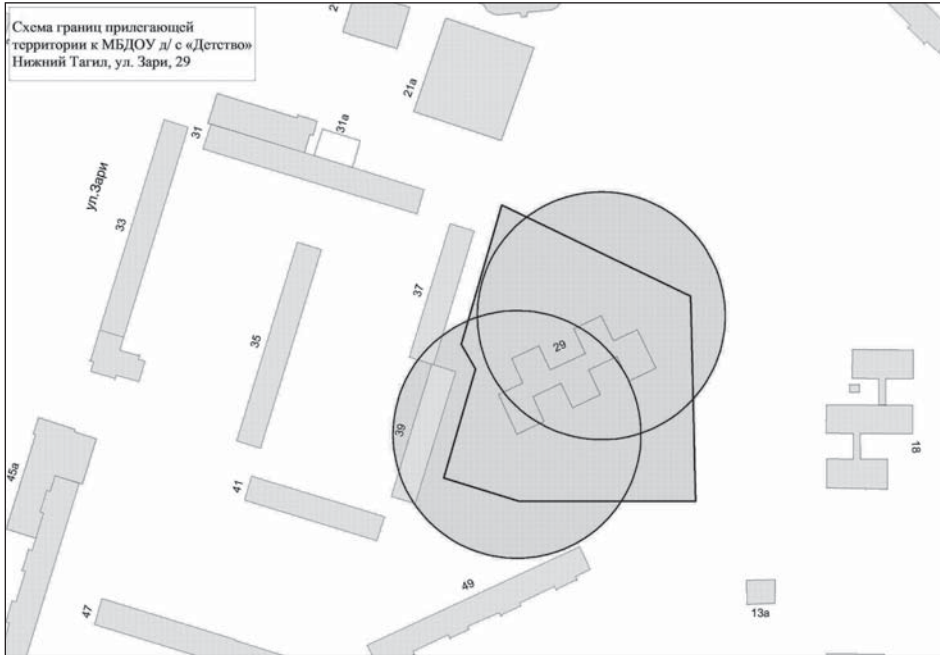 Схема границ прилегающей
территории к МБДОУ д/ с «Детство»
Нижний Тагил, ул. Зари, 29
21а
31
31а
ул.Зари
33
37
35
29
39
18
45а
41
49
47
13а